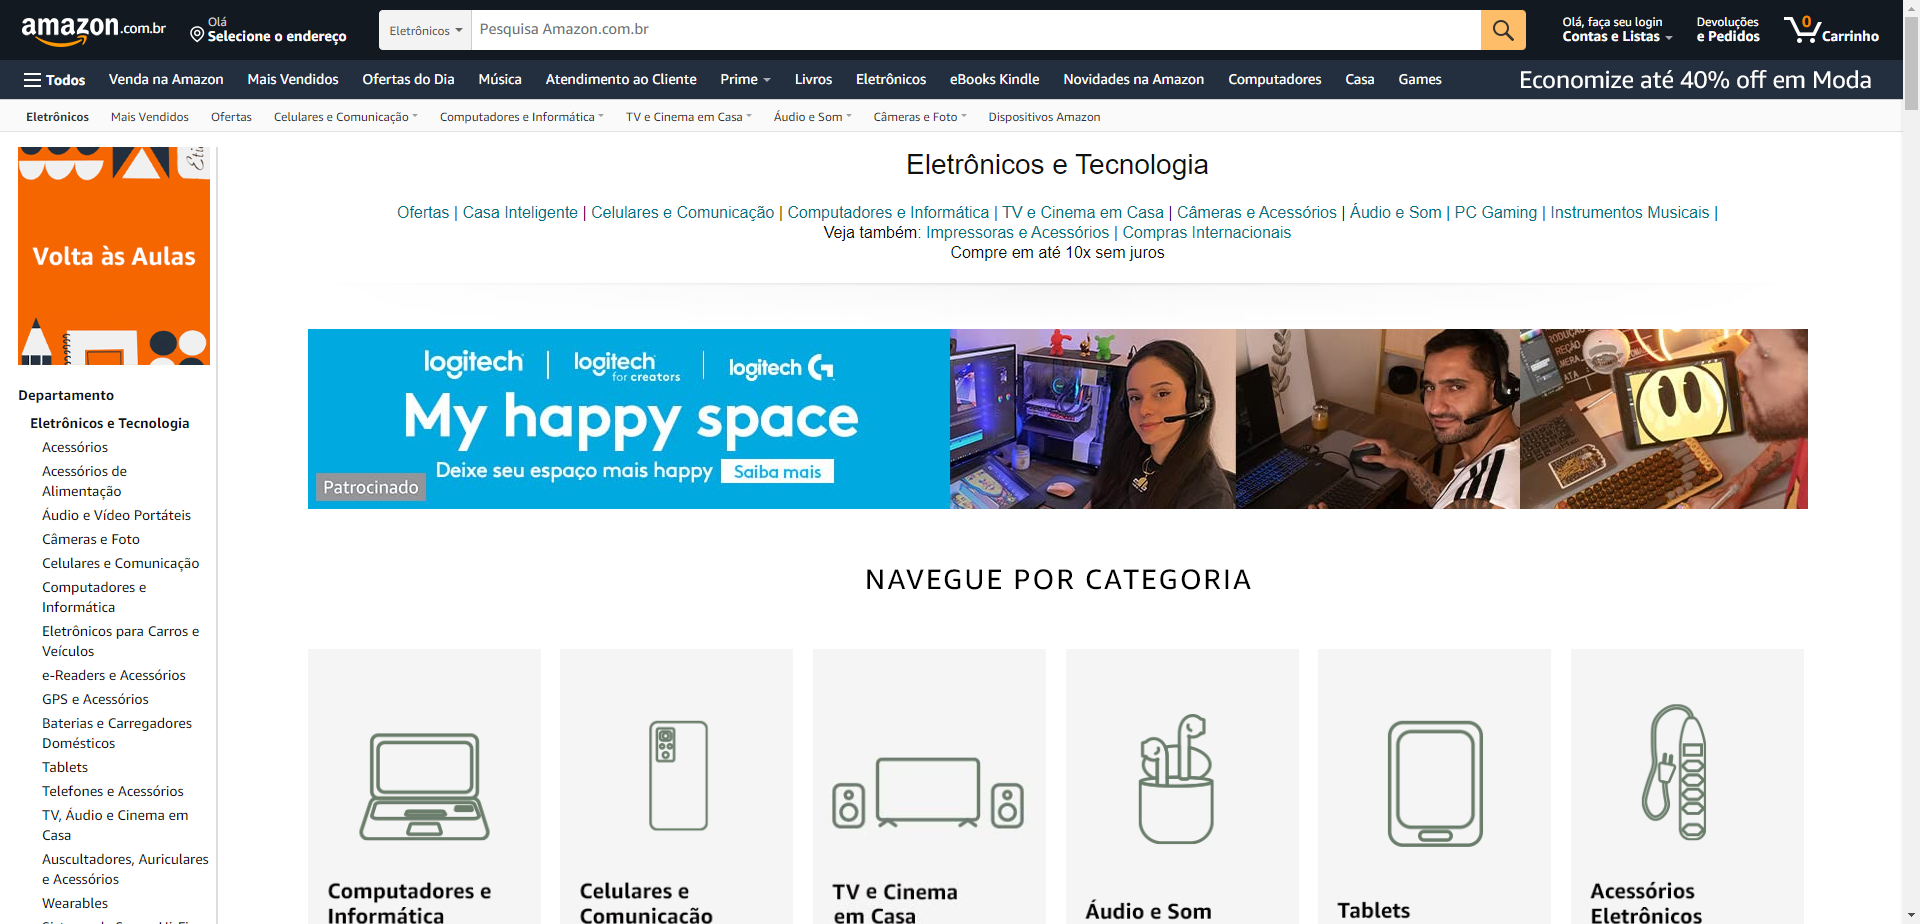 amazon.com.br
Olá
Selecione o endereço
Eletrônicos
Pesquisa Amazon.com.br
Olá, faça seu login
Contas e Listas
Devoluções
e Pedidos
0
Carrinho
Todos
Venda na Amazon
Mais Vendidos
Ofertas do Dia
Música
Atendimento ao Cliente
Prime
Livros
Eletrônicos
eBooks Kindle
Novidades na Amazon
Computadores
Casa
Games
Economize até 40% off em Moda
Eletrônicos
Mais Vendidos
Ofertas
Celulares e Comunicação
Computadores e Informática
TV e Cinema em Casa
Áudio e Som
Câmeras e Foto
Dispositivos Amazon
Volta às Aulas
Departamento
Eletrônicos e Tecnologia
Acessórios
Acessórios de
Alimentação
Áudio e Vídeo Portáteis
Câmeras e Foto
Celulares e Comunicação
Computadores e
Informática
Eletrônicos para Carros e
Veículos
e-Readers e Acessórios
GPS e Acessórios
Baterias e Carregadores
Domésticos
Tablets
Telefones e Acessórios
TV, Áudio e Cinema em
Casa
Auscultadores, Auriculares
e Acessórios
Wearables
Eletrônicos e Tecnologia
Ofertas | Casa Inteligente | Celulares e Comunicação | Computadores e Informática | TV e Cinema em Casa | Câmeras e Acessórios | Áudio e Som | PC Gaming | Instrumentos Musicais |
Veja também: Impressoras e Acessórios | Compras Internacionais
Compre em até 10x sem juros
logitech | logitech for creators | logitech G
My happy space
Deixe seu espaço mais happy Saiba mais
Patrocinado
NAVEGUE POR CATEGORIA
Computadores e
Informática
Celulares e
Comunicação
TV e Cinema
em Casa
Áudio e Som
Tablets
Acessórios
Eletrônicos